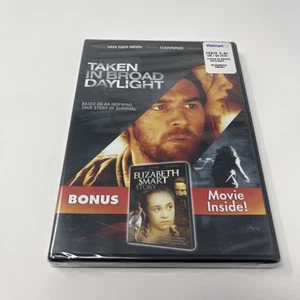 VAN DER MEER
CANNING
Walmart
TAKEN
IN BROAD
DAYLIGHT
BASED ON AN INSPIRING
TRUE STORY OF SURVIVAL
ELIZABETH
SMART
STORY
BONUS
Movie
Inside!